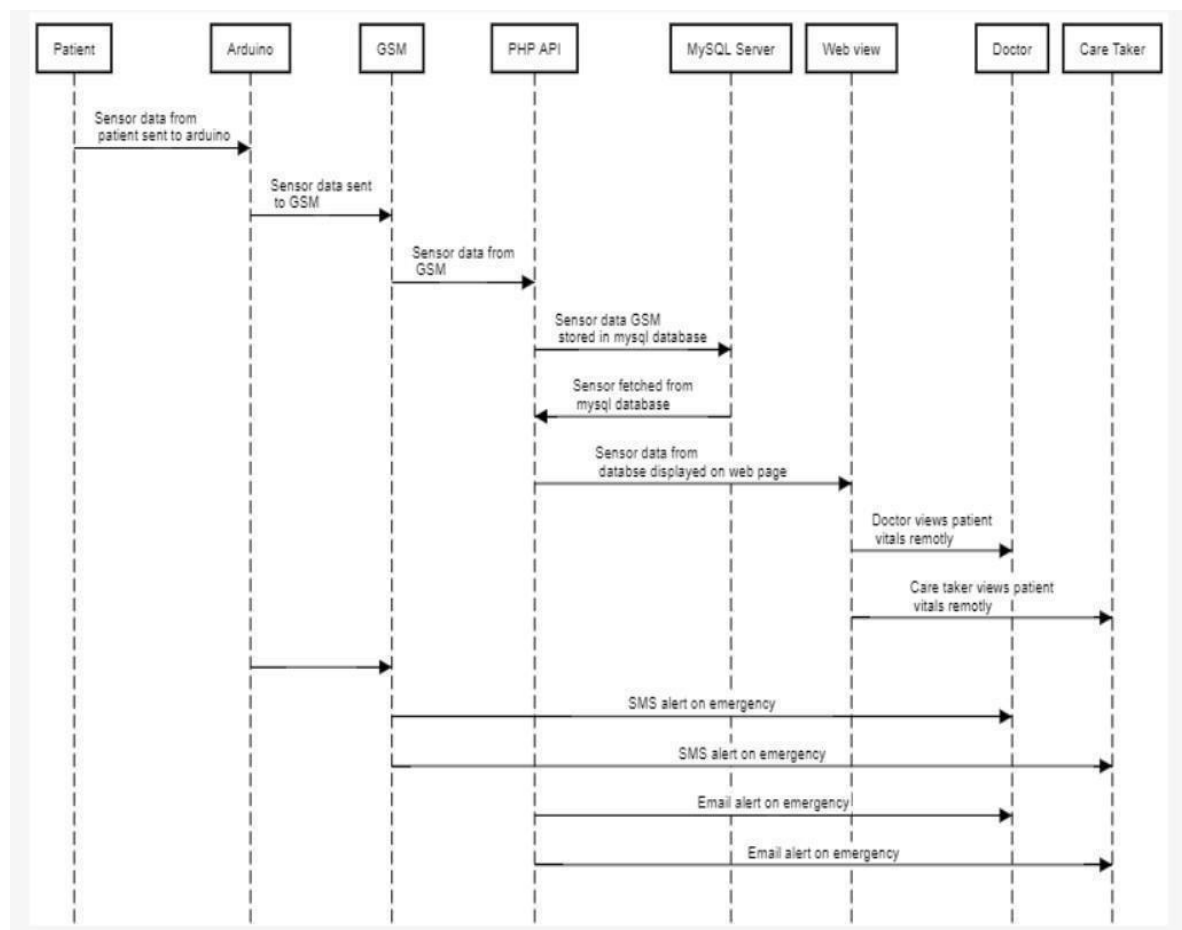 Patient
Arduino
GSM
PHP API
MySQL Server
Web view
Doctor
Care Taker
Sensor data from
patient sent to arduino
Sensor data sent
to GSM
Sensor data from
GSM
Sensor data GSM
stored in mysql database
Sensor fetched from
mysql database
Sensor data from
databse displayed on web page
Doctor views patient
vitals remotly
Care taker views patient
vitals remotly
SMS alert on emergency
SMS alert on emergency
Email alert on emergency
Email alert on emergency